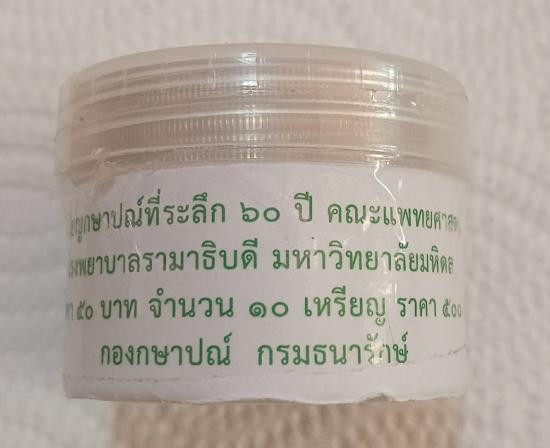 ญกษาปณ์ที่ระลึก ๖๐ ปี คณะแพทยศาสต
รงพยาบาลรามาธิบดี มหาวิทยาลัยมหิดล
า ๕๐ บาท จำนวน ๑๐ เหรียญ ราคา ๕๐๐
กองกษาปณ์ กรมธนารักษ์